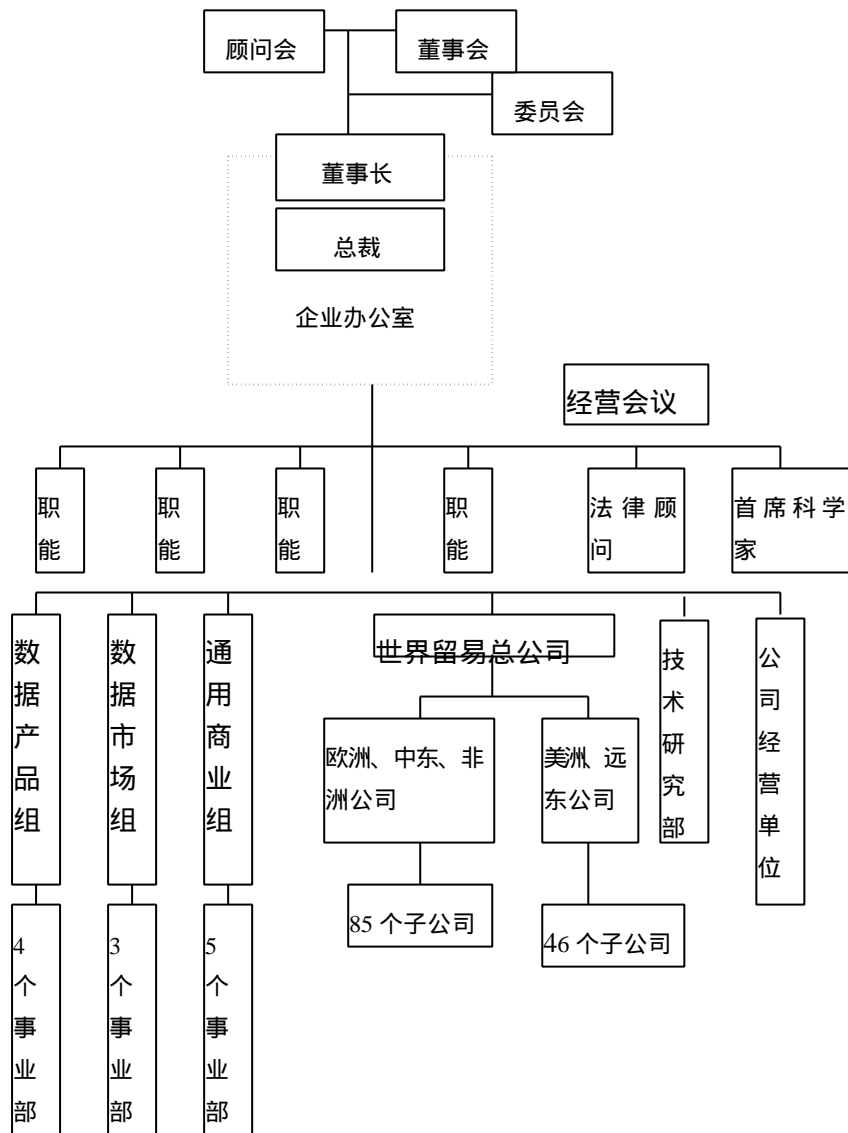 顾问会
董事会
委员会
董事长
总裁
企业办公室
经营会议
职
能
职
能
职
能
职
能
法律顾
问
首席科学
家
数
据
产
品
组
数
据
市
场
组
通
用
商
业
组
世界留易总公司
欧洲、中东、非
洲公司
美洲、远
东公司
技
术
研
究
部
公
司
经
营
单
位
85 个子公司
46 个子公司
4
个
事
业
部
3
个
事
业
部
5
个
事
业
部